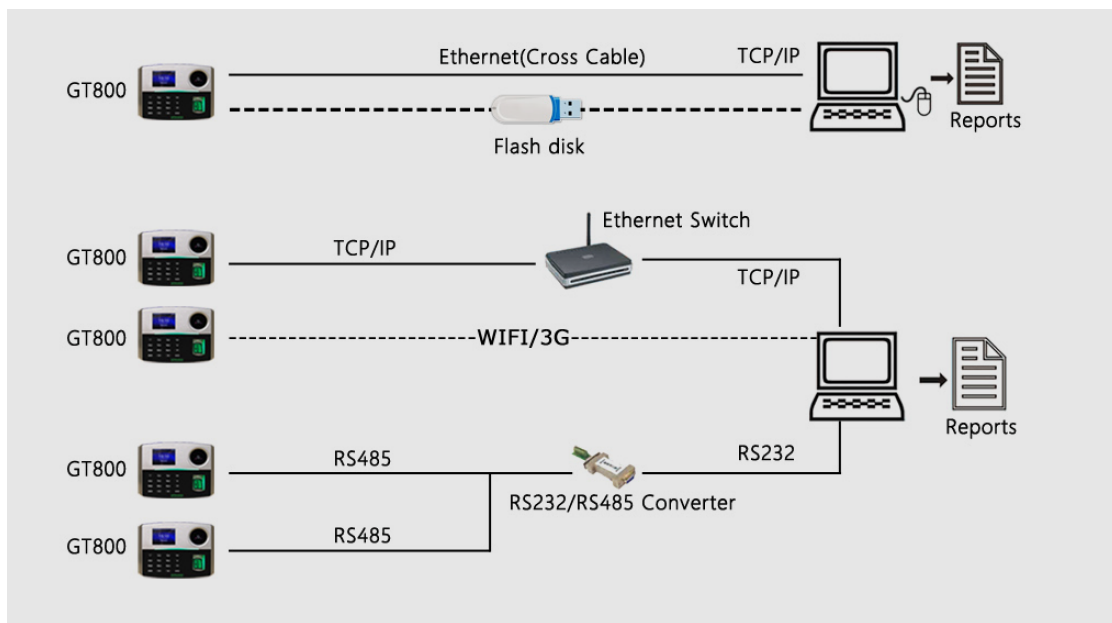 Ethernet(Cross Cable)
TCP/IP
GT800
Flash disk
Reports
Ethernet Switch
GT800
TCP/IP
TCP/IP
GT800
WIFI/3G
Reports
GT800
RS485
RS232
RS232/RS485 Converter
GT800
RS485